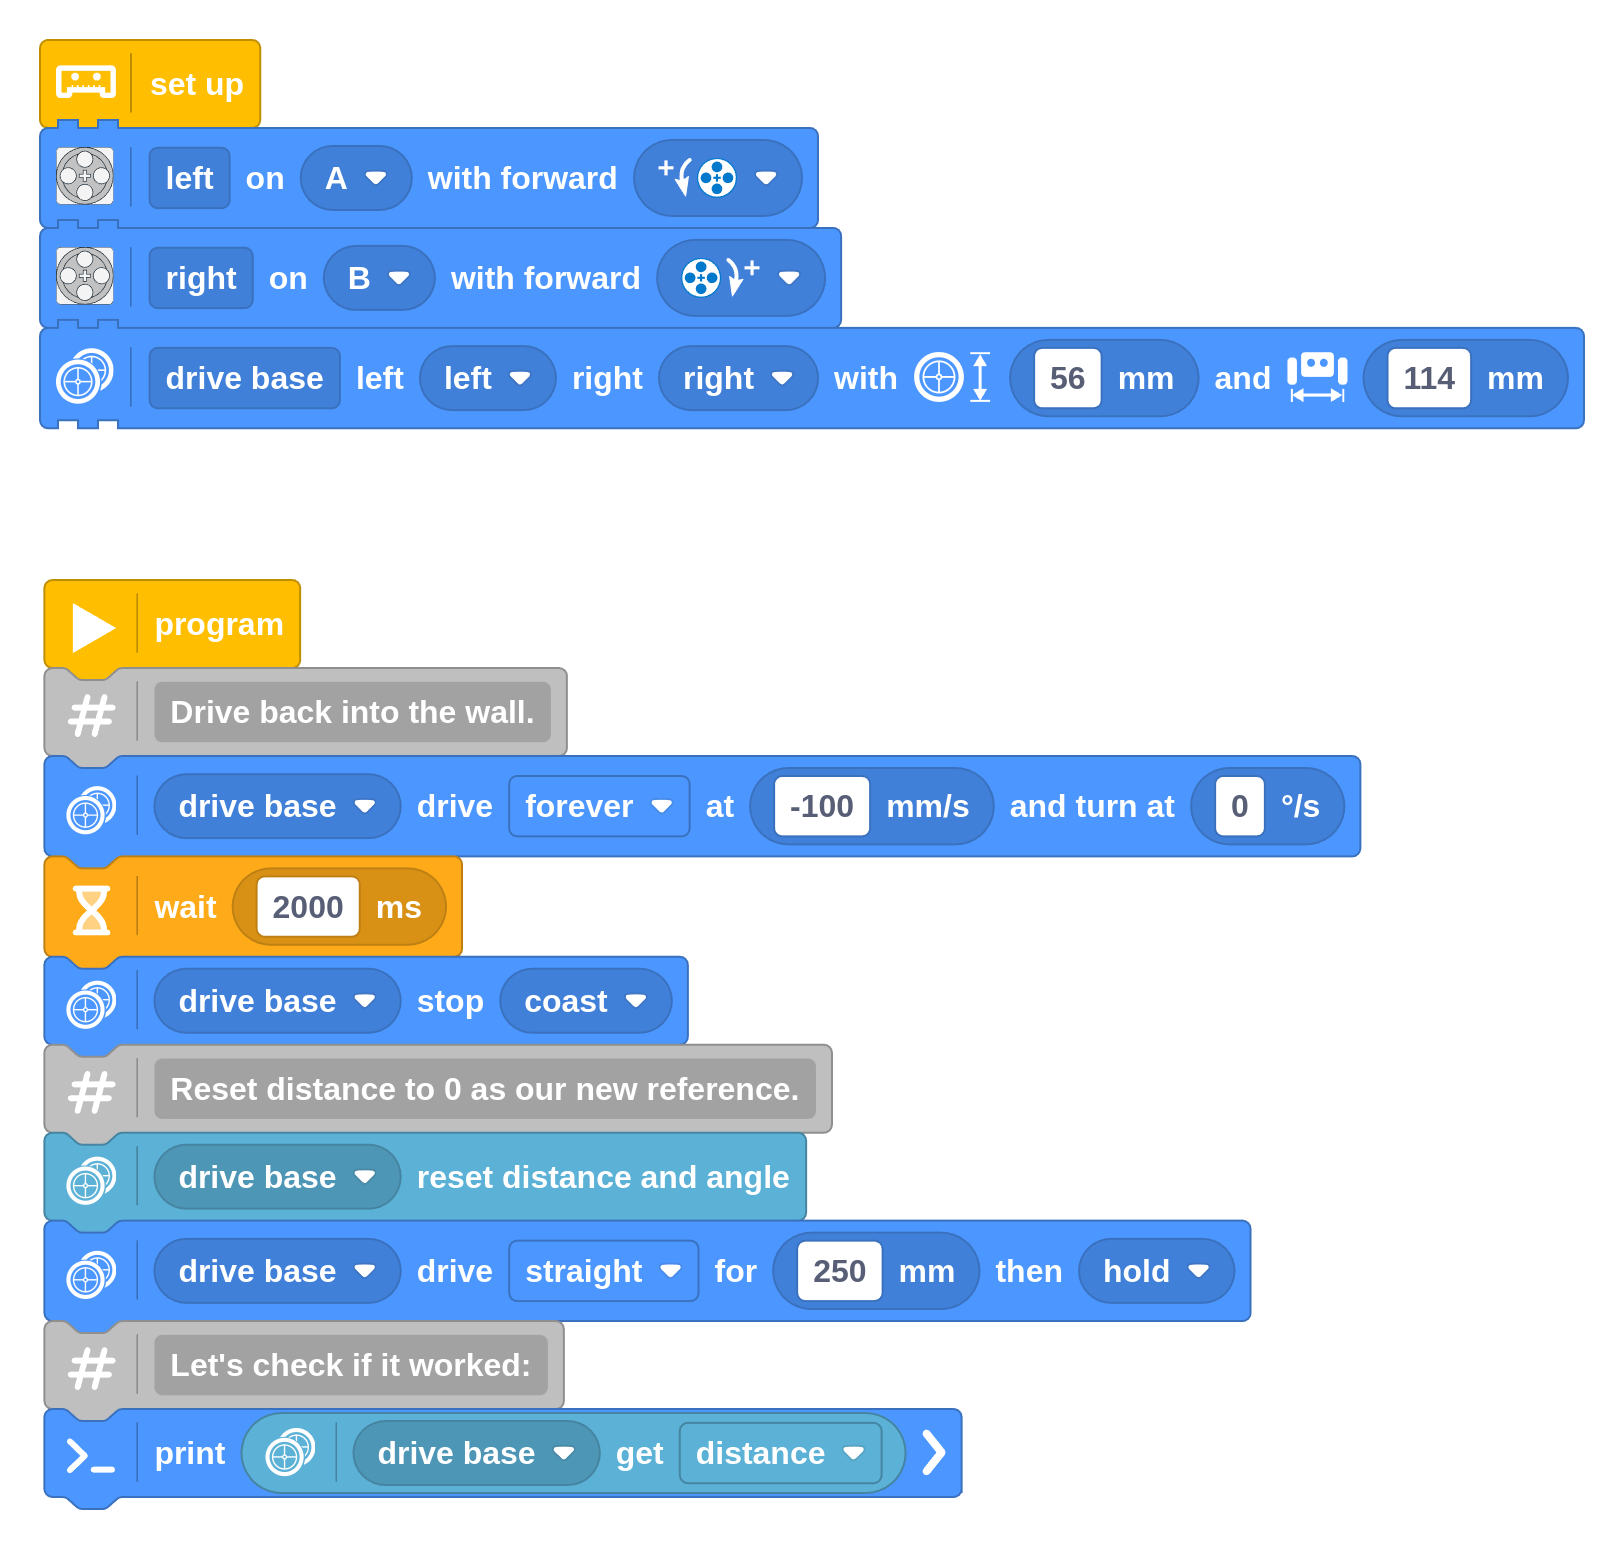 set up
left on A with forward +
right on B with forward +
drive base left left right right with 56 mm and 114 mm
program
# Drive back into the wall.
drive base drive forever at -100 mm/s and turn at 0 °/s
wait 2000 ms
drive base stop coast
# Reset distance to 0 as our new reference.
drive base reset distance and angle
drive base drive straight for 250 mm then hold
# Let's check if it worked:
print drive base get distance